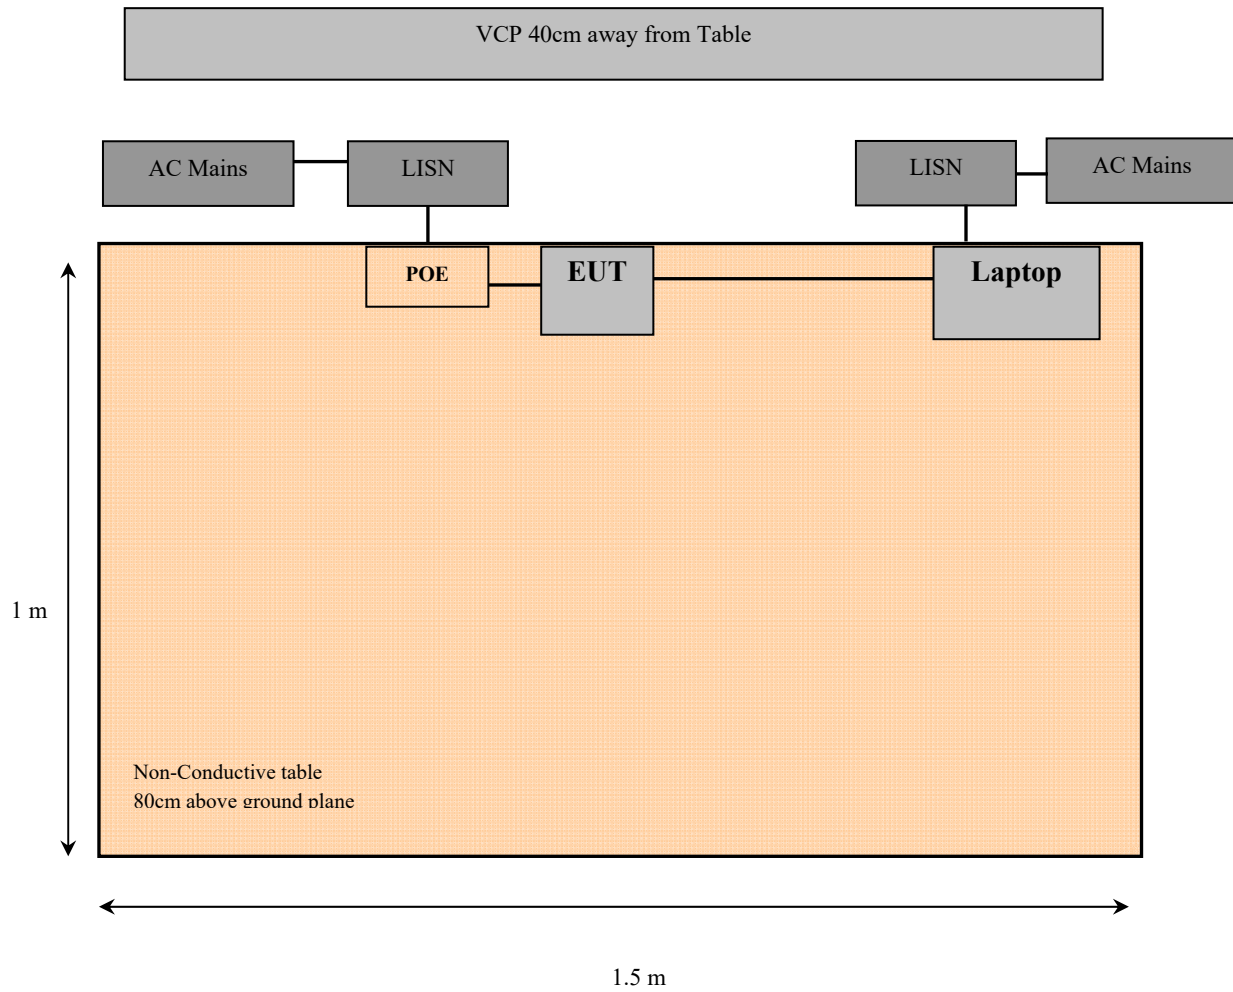 VCP 40cm away from Table
AC Mains
LISN
LISN
AC Mains
POE
EUT
Laptop
1 m
Non-Conductive table
80cm above ground plane
1.5 m